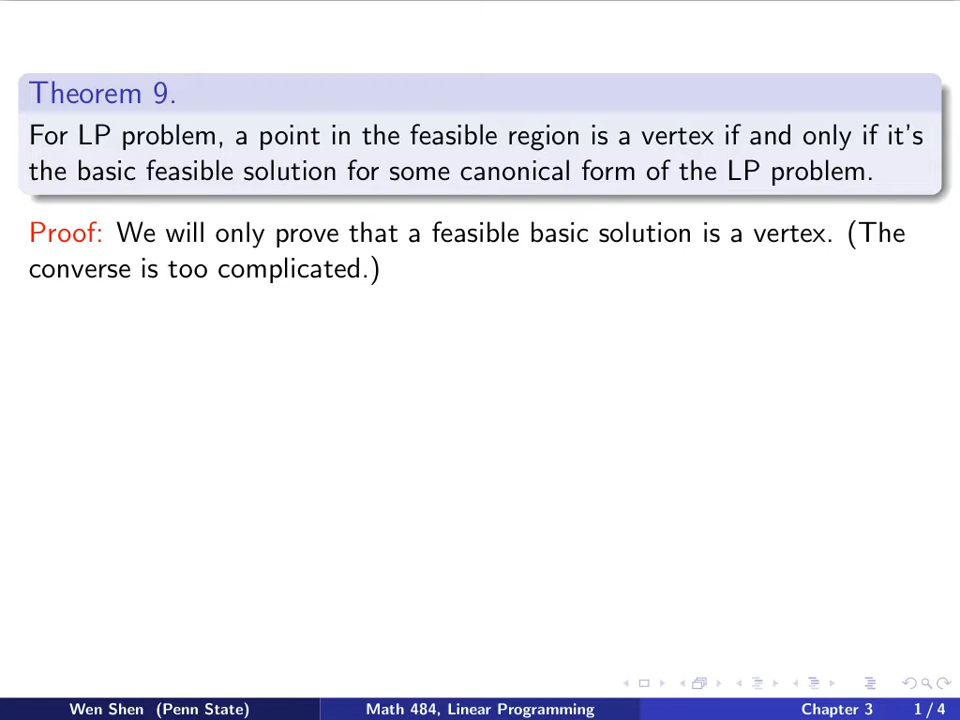 Theorem 9.
For LP problem, a point in the feasible region is a vertex if and only if it's
the basic feasible solution for some canonical form of the LP problem.
Proof: We will only prove that a feasible basic solution is a vertex. (The
converse is too complicated.)
Wen Shen (Penn State) Math 484, Linear Programming Chapter 3 1 / 4